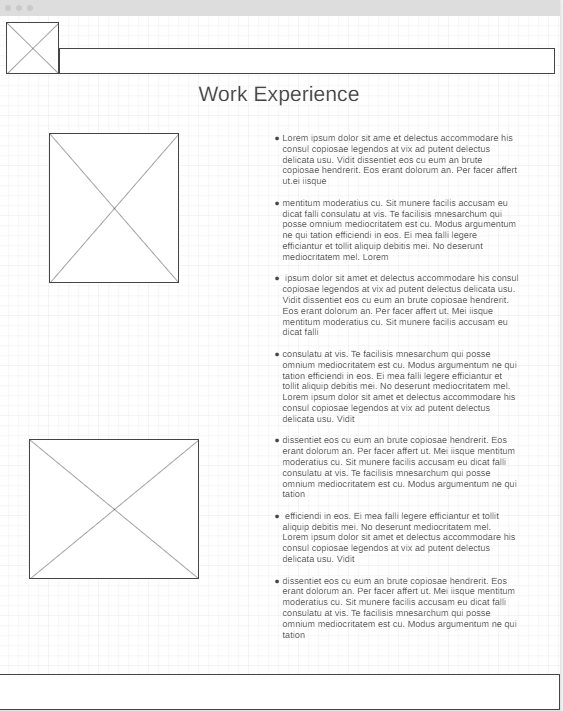 Work Experience
• Lorem ipsum dolor sit ame et delectus accommodare his
consul copiosae legendos at vix ad putent delectus
delicata usu. Vidit dissentiet eos cu eum an brute
copiosae hendrerit. Eos erant dolorum an. Per facer affert
ut.ei iisque
• mentitum moderatius cu. Sit munere facilis accusam eu
dicat falli consulatu at vis. Te facilisis mnesarchum qui
posse omnium mediocritatem est cu. Modus argumentum
ne qui tation efficiendi in eos. Ei mea falli legere
efficiantur et tollit aliquip debitis mei. No deserunt
mediocritatem mel. Lorem
• ipsum dolor sit amet et delectus accommodare his consul
copiosae legendos at vix ad putent delectus delicata usu.
Vidit dissentiet eos cu eum an brute copiosae hendrerit.
Eos erant dolorum an. Per facer affert ut. Mei iisque
mentitum moderatius cu. Sit munere facilis accusam eu
dicat falli
• consulatu at vis. Te facilisis mnesarchum qui posse
omnium mediocritatem est cu. Modus argumentum ne qui
tation efficiendi in eos. Ei mea falli legere efficiantur et
tollit aliquip debitis mei. No deserunt mediocritatem mel.
Lorem ipsum dolor sit amet et delectus accommodare his
consul copiosae legendos at vix ad putent delectus
delicata usu. Vidit
• dissentiet eos cu eum an brute copiosae hendrerit. Eos
erant dolorum an. Per facer affert ut. Mei iisque mentitum
moderatius cu. Sit munere facilis accusam eu dicat falli
consulatu at vis. Te facilisis mnesarchum qui posse
omnium mediocritatem est cu. Modus argumentum ne qui
tation
• efficiendi in eos. Ei mea falli legere efficiantur et tollit
aliquip debitis mei. No deserunt mediocritatem mel.
Lorem ipsum dolor sit amet et delectus accommodare his
consul copiosae legendos at vix ad putent delectus
delicata usu. Vidit
• dissentiet eos cu eum an brute copiosae hendrerit. Eos
erant dolorum an. Per facer affert ut. Mei iisque mentitum
moderatius cu. Sit munere facilis accusam eu dicat falli
consulatu at vis. Te facilisis mnesarchum qui posse
omnium mediocritatem est cu. Modus argumentum ne qui
tation